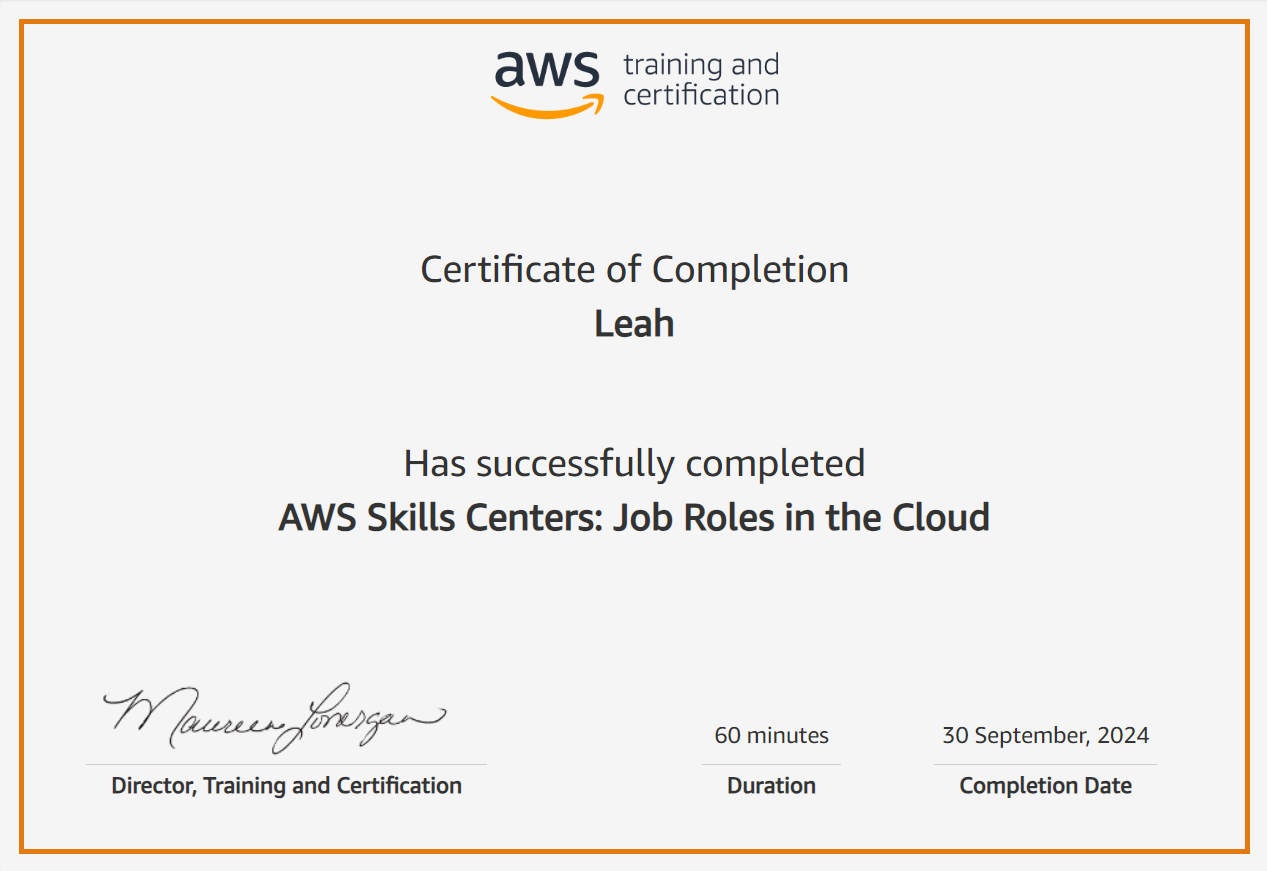 aws training and
certification
Certificate of Completion
Leah
Has successfully completed
AWS Skills Centers: Job Roles in the Cloud
Maureen Lonergan
Director, Training and Certification
60 minutes
Duration
30 September, 2024
Completion Date